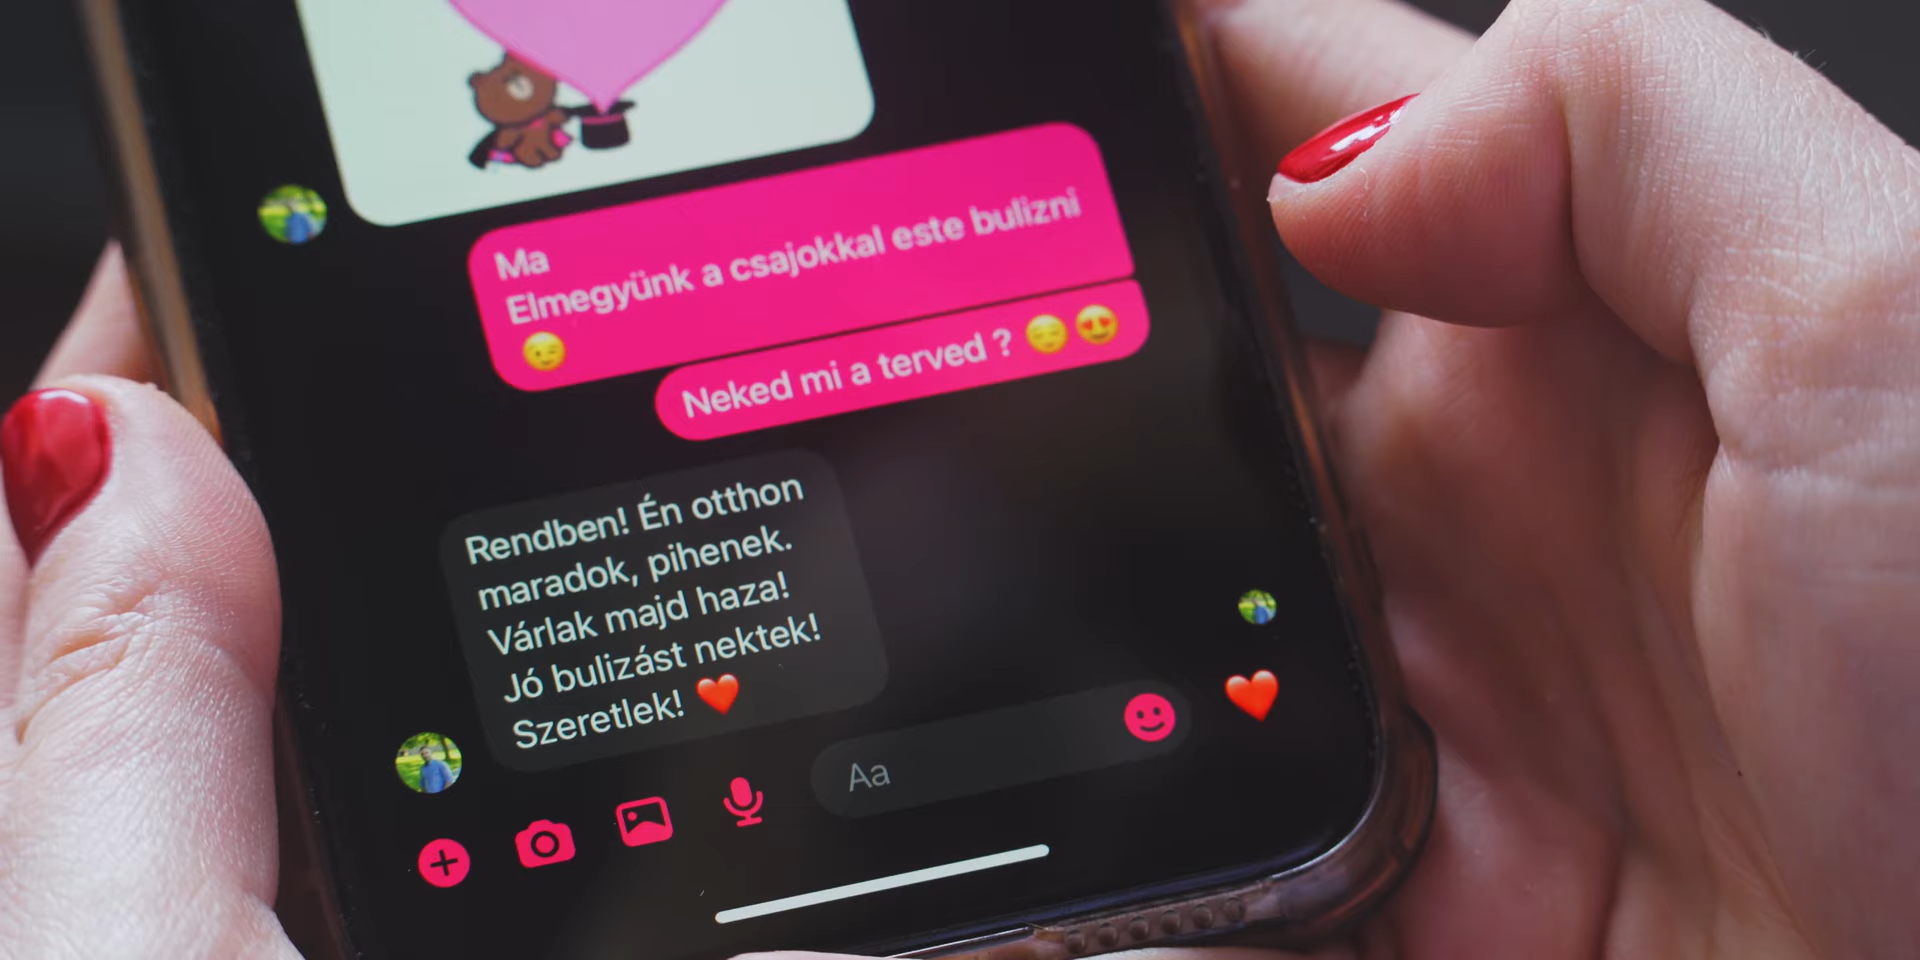 Ma
Elmegyünk a csajokkal este bulizni
😉
Neked mi a terved ? 😏😍
Rendben! Én otthon
maradok, pihenek.
Várlak majd haza!
Jó bulizást nektek!
Szeretlek! ❤️
Aa